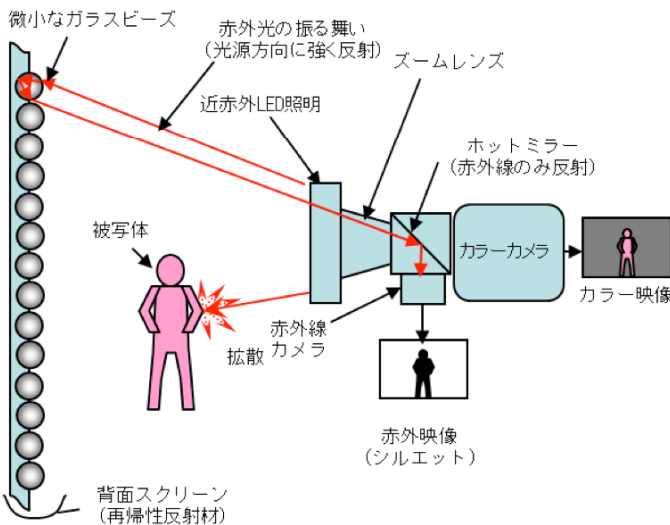 微小なガラスビーズ
赤外光の振る舞い
(光源方向に強く反射)
ズームレンズ
近赤外LED照明
ホットミラー
(赤外線のみ反射)
被写体
カラーカメラ
カラー映像
赤外線
カメラ
拡散
赤外映像
(シルエット)
背面スクリーン
(再帰性反射材)